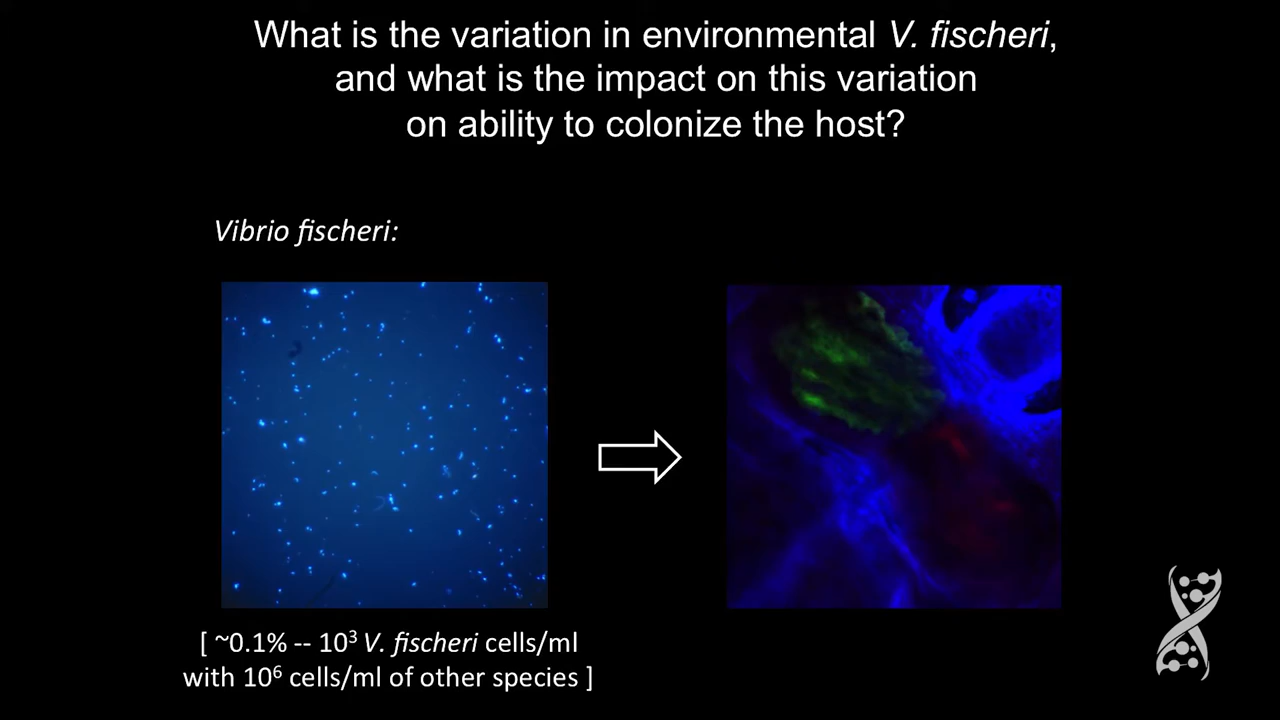 What is the variation in environmental V. fischeri,
and what is the impact on this variation
on ability to colonize the host?
Vibrio fischeri:
[ ~0.1% -- 10³ V. fischeri cells/ml
with 10⁶ cells/ml of other species ]